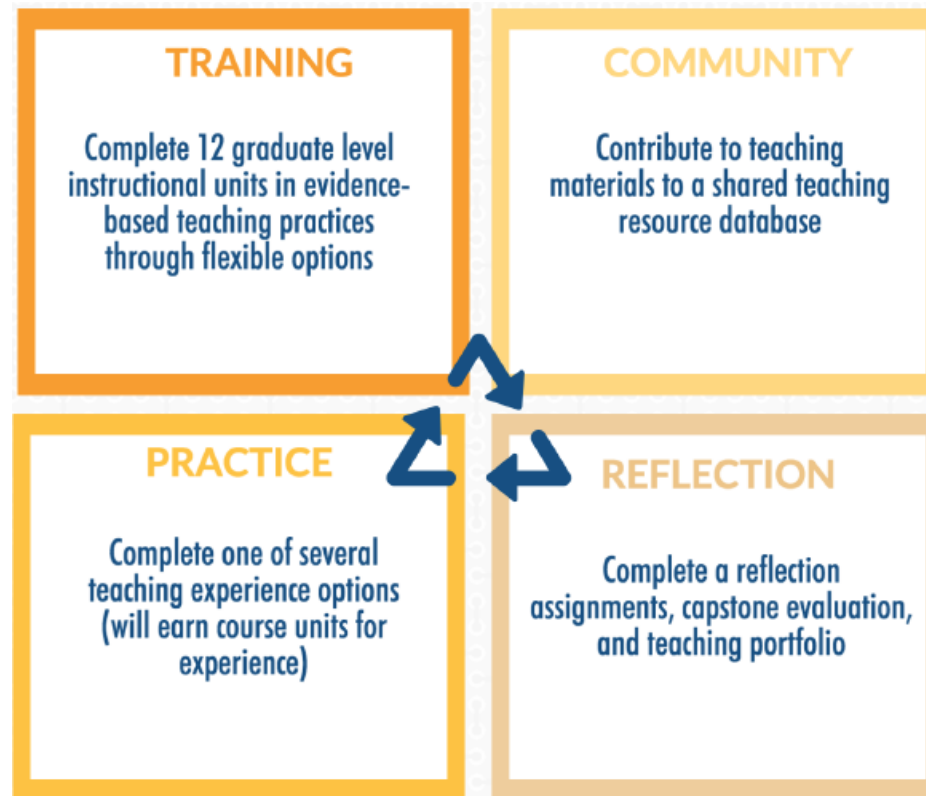 TRAINING
Complete 12 graduate level
instructional units in evidence-
based teaching practices
through flexible options
COMMUNITY
Contribute to teaching
materials to a shared teaching
resource database
PRACTICE
Complete one of several
teaching experience options
(will earn course units for
experience)
REFLECTION
Complete a reflection
assignments, capstone evaluation,
and teaching portfolio